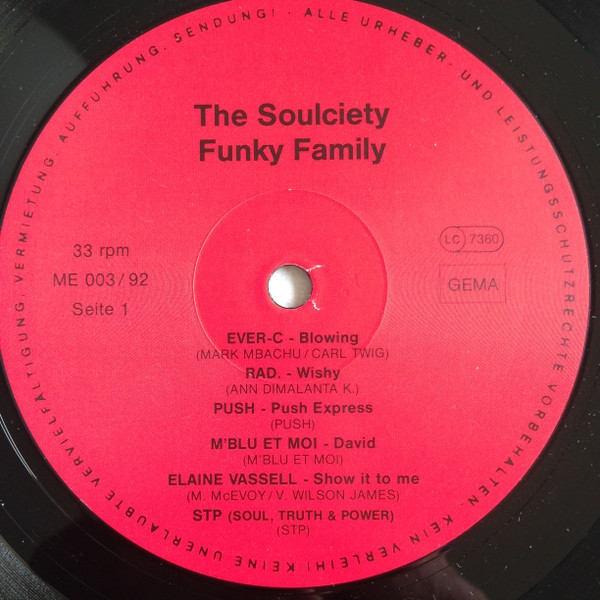 ALLE URHEBER- UND LEISTUNGSSCHUTZRECHTE VORBEHALTEN. · KEIN VERLEIH! KEINE UNERLAUBTE VERVIELFÄLTIGUNG, VERMIETUNG, AUFFÜHRUNG, SENDUNG! ·
The Soulciety
Funky Family
33 rpm
ME 003/92
Seite 1
LC 7360
GEMA
EVER-C - Blowing
(MARK MBACHU/CARL TWIG)
RAD. - Wishy
(ANN DIMALANTA K.)
PUSH - Push Express
(PUSH)
M'BLU ET MOI - David
(M'BLU ET MOI)
ELAINE VASSELL - Show it to me
(M. McEVOY/V. WILSON JAMES)
STP (SOUL, TRUTH & POWER)
(STP)